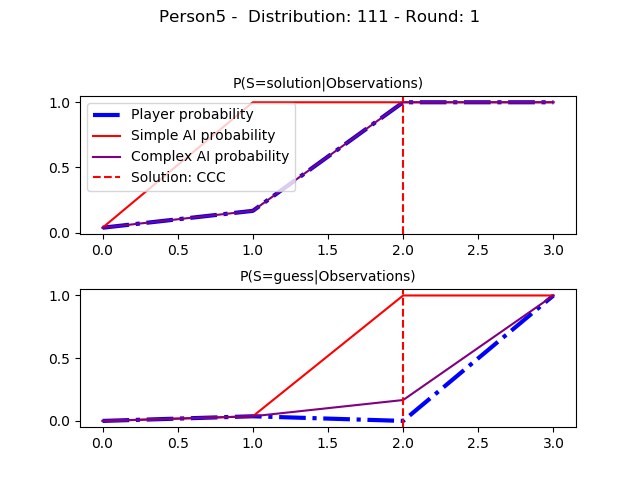 Person5 -  Distribution: 111 - Round: 1
P(S=solution|Observations)
1.0
0.5
0.0
Player probability
Simple AI probability
Complex AI probability
Solution: CCC
0.0 0.5 1.0 1.5 2.0 2.5 3.0
P(S=guess|Observations)
1.0
0.5
0.0
0.0 0.5 1.0 1.5 2.0 2.5 3.0